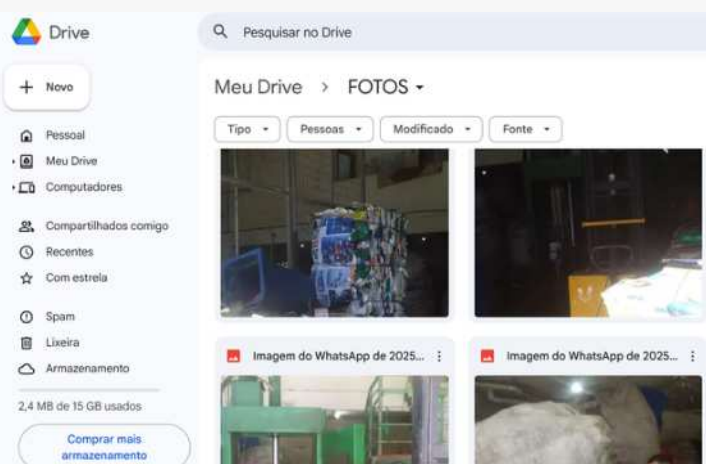 Drive
Pesquisar no Drive
Novo
Meu Drive > FOTOS
Tipo
Pessoas
Modificado
Fonte
Pessoal
Meu Drive
Computadores
Compartilhados comigo
Recentes
Com estrela
Spam
Lixeira
Armazenamento
2,4 MB de 15 GB usados
Comprar mais
armazenamento
Imagem do WhatsApp de 2025...
Imagem do WhatsApp de 2025...